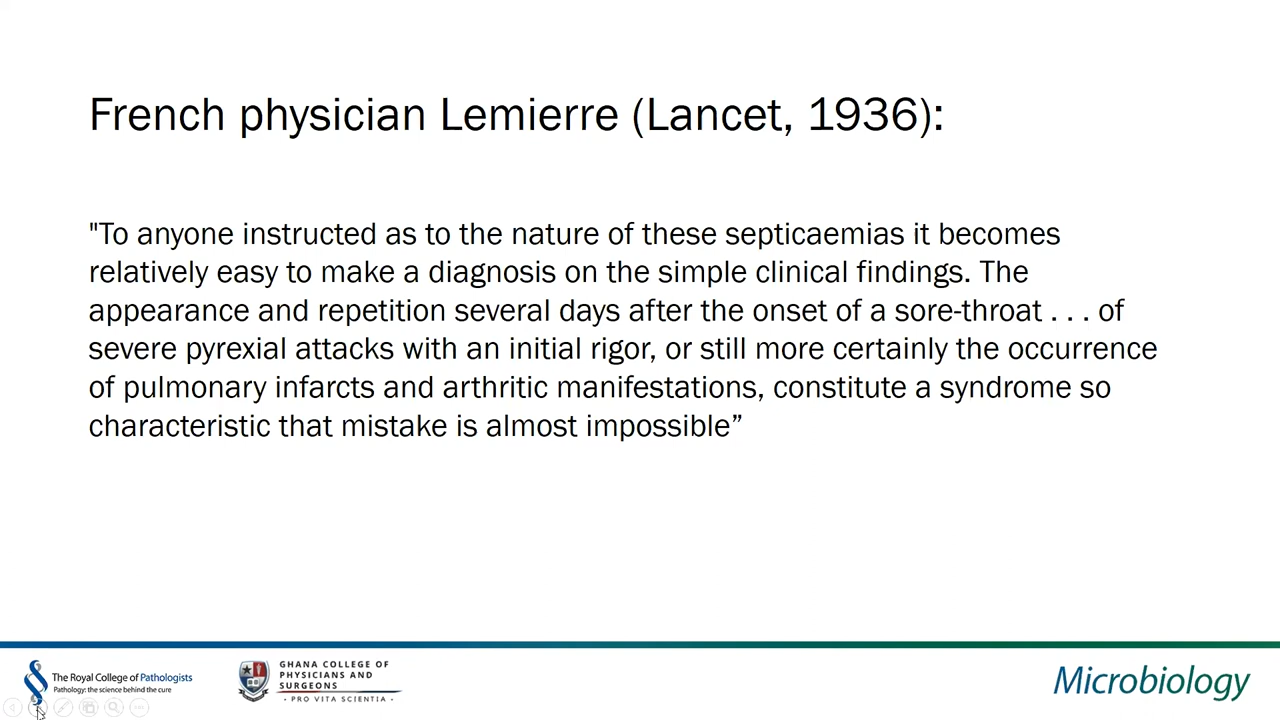 French physician Lemierre (Lancet, 1936):
"To anyone instructed as to the nature of these septicaemias it becomes
relatively easy to make a diagnosis on the simple clinical findings. The
appearance and repetition several days after the onset of a sore-throat . . . of
severe pyrexial attacks with an initial rigor, or still more certainly the occurrence
of pulmonary infarcts and arthritic manifestations, constitute a syndrome so
characteristic that mistake is almost impossible”
The Royal College of Pathologists
Pathology: the science behind the cure
GHANA COLLEGE OF
PHYSICIANS AND
SURGEONS
· PRO VITA SCIENTIA ·
Microbiology